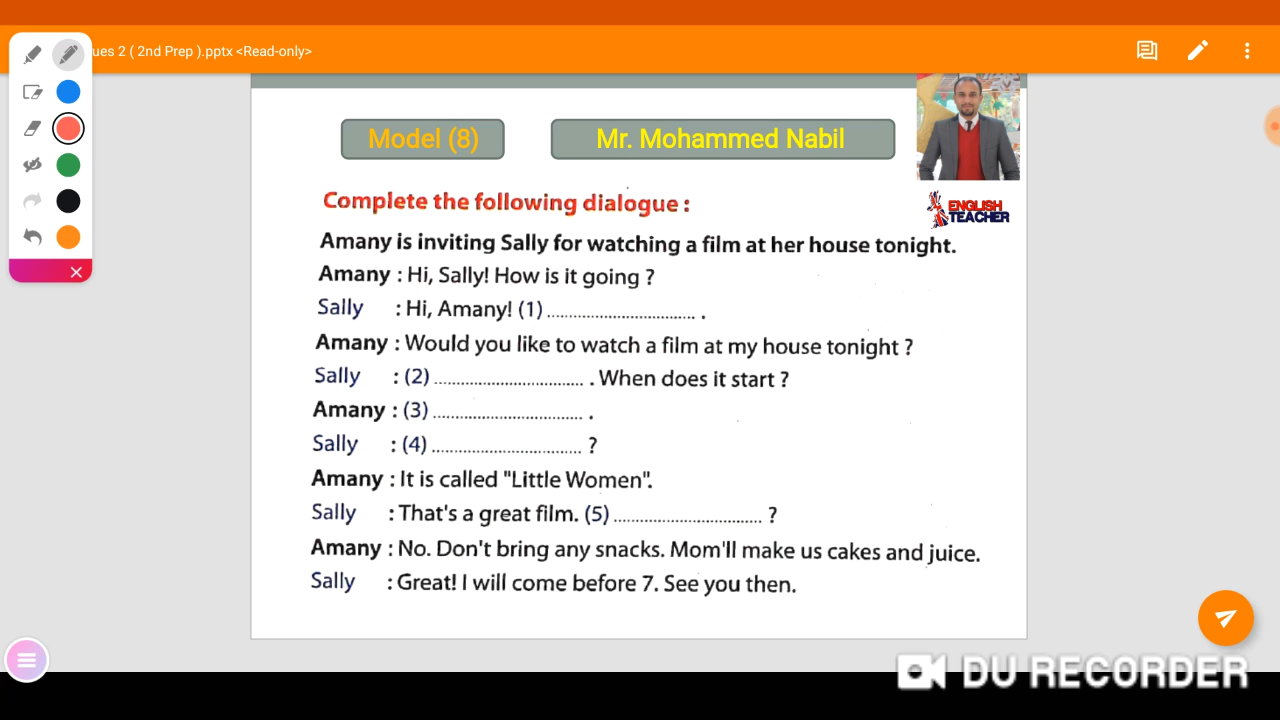 ues 2 ( 2nd Prep ).pptx <Read-only>
Model (8)
Mr. Mohammed Nabil
ENGLISH
TEACHER
Complete the following dialogue :
Amany is inviting Sally for watching a film at her house tonight.
Amany : Hi, Sally! How is it going ?
Sally : Hi, Amany! (1) ................................ .
Amany : Would you like to watch a film at my house tonight ?
Sally : (2) ................................ . When does it start ?
Amany : (3) ................................ .
Sally : (4) ................................ ?
Amany : It is called "Little Women".
Sally : That's a great film. (5) ................................ ?
Amany : No. Don't bring any snacks. Mom'll make us cakes and juice.
Sally : Great! I will come before 7. See you then.
DU RECORDER